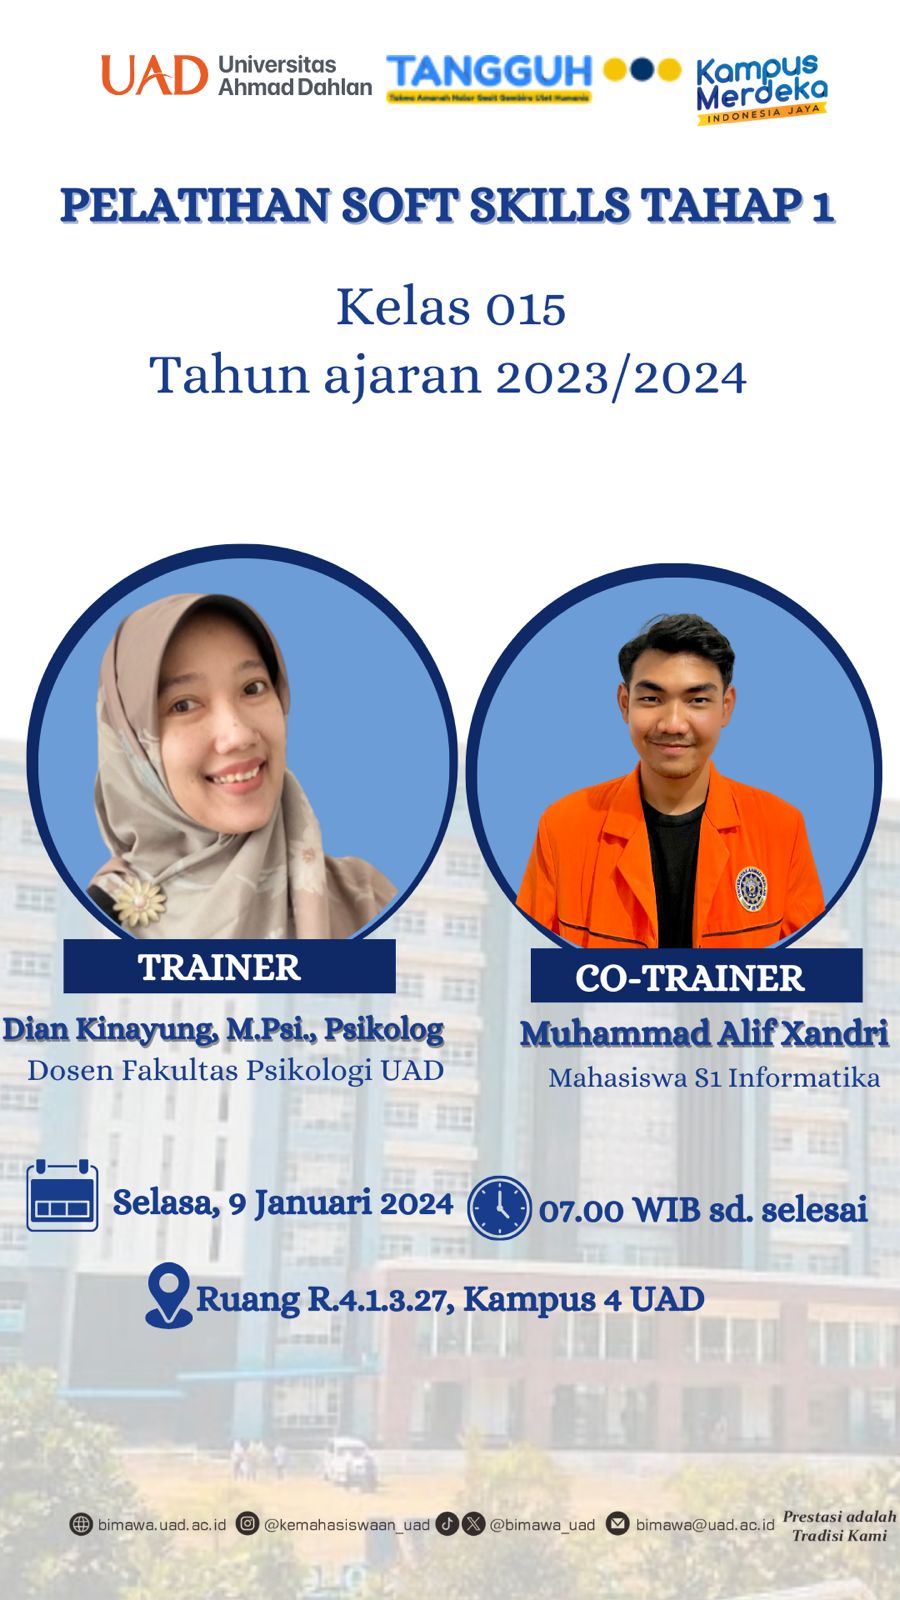 UAD Universitas
Ahmad Dahlan
TANGGUH
Kampus
Merdeka
INDONESIA JAYA
PELATIHAN SOFT SKILLS TAHAP 1
Kelas 015
Tahun ajaran 2023/2024
TRAINER
Dian Kinayung, M.Psi., Psikolog
Dosen Fakultas Psikologi UAD
CO-TRAINER
Muhammad Alif Xandri
Mahasiswa S1 Informatika
Selasa, 9 Januari 2024
07.00 WIB sd. selesai
Ruang R.4.1.3.27, Kampus 4 UAD
bimawa.uad.ac.id @kemahasiswaan_uad @bimawa_uad bimawa@uad.ac.id
Prestasi adalah
Tradisi Kami